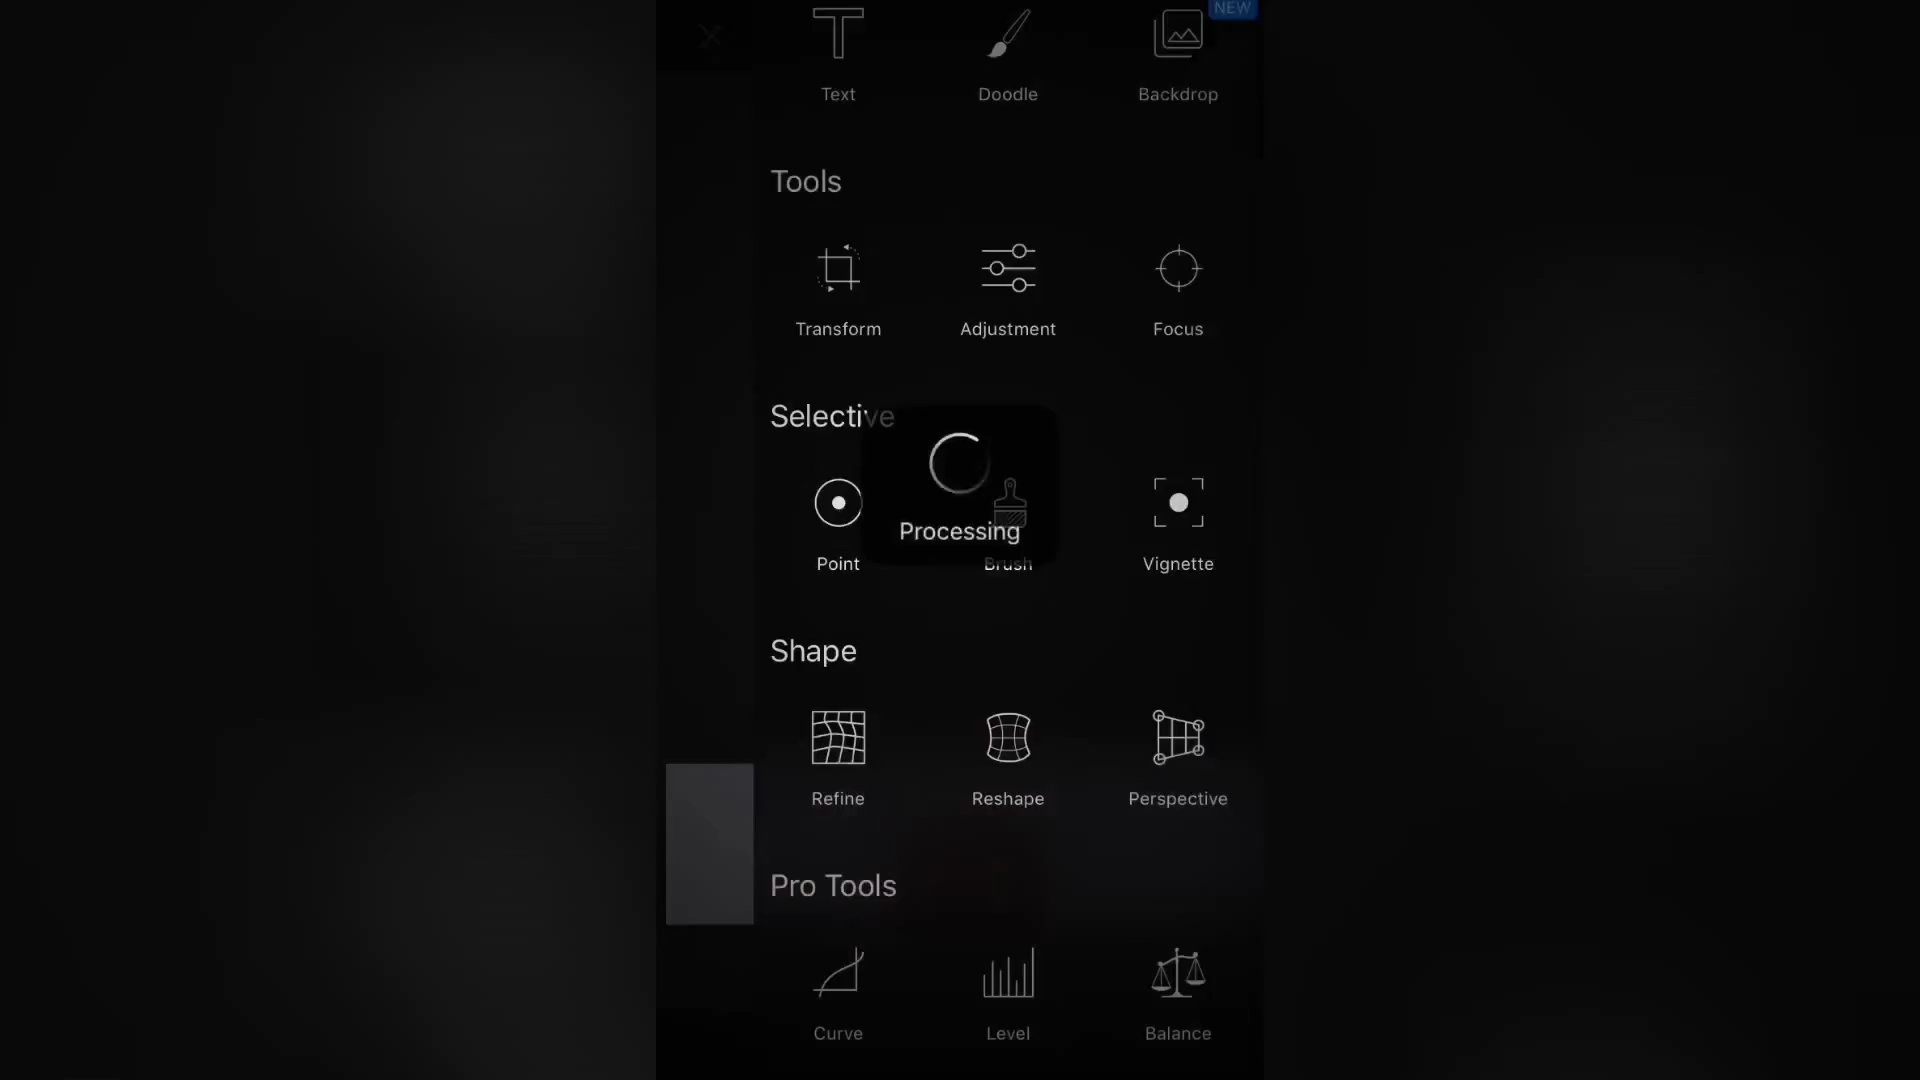 NEW
Text Doodle Backdrop
Tools
Transform Adjustment Focus
Selective
Processing
Point Brush Vignette
Shape
Refine Reshape Perspective
Pro Tools
Curve Level Balance